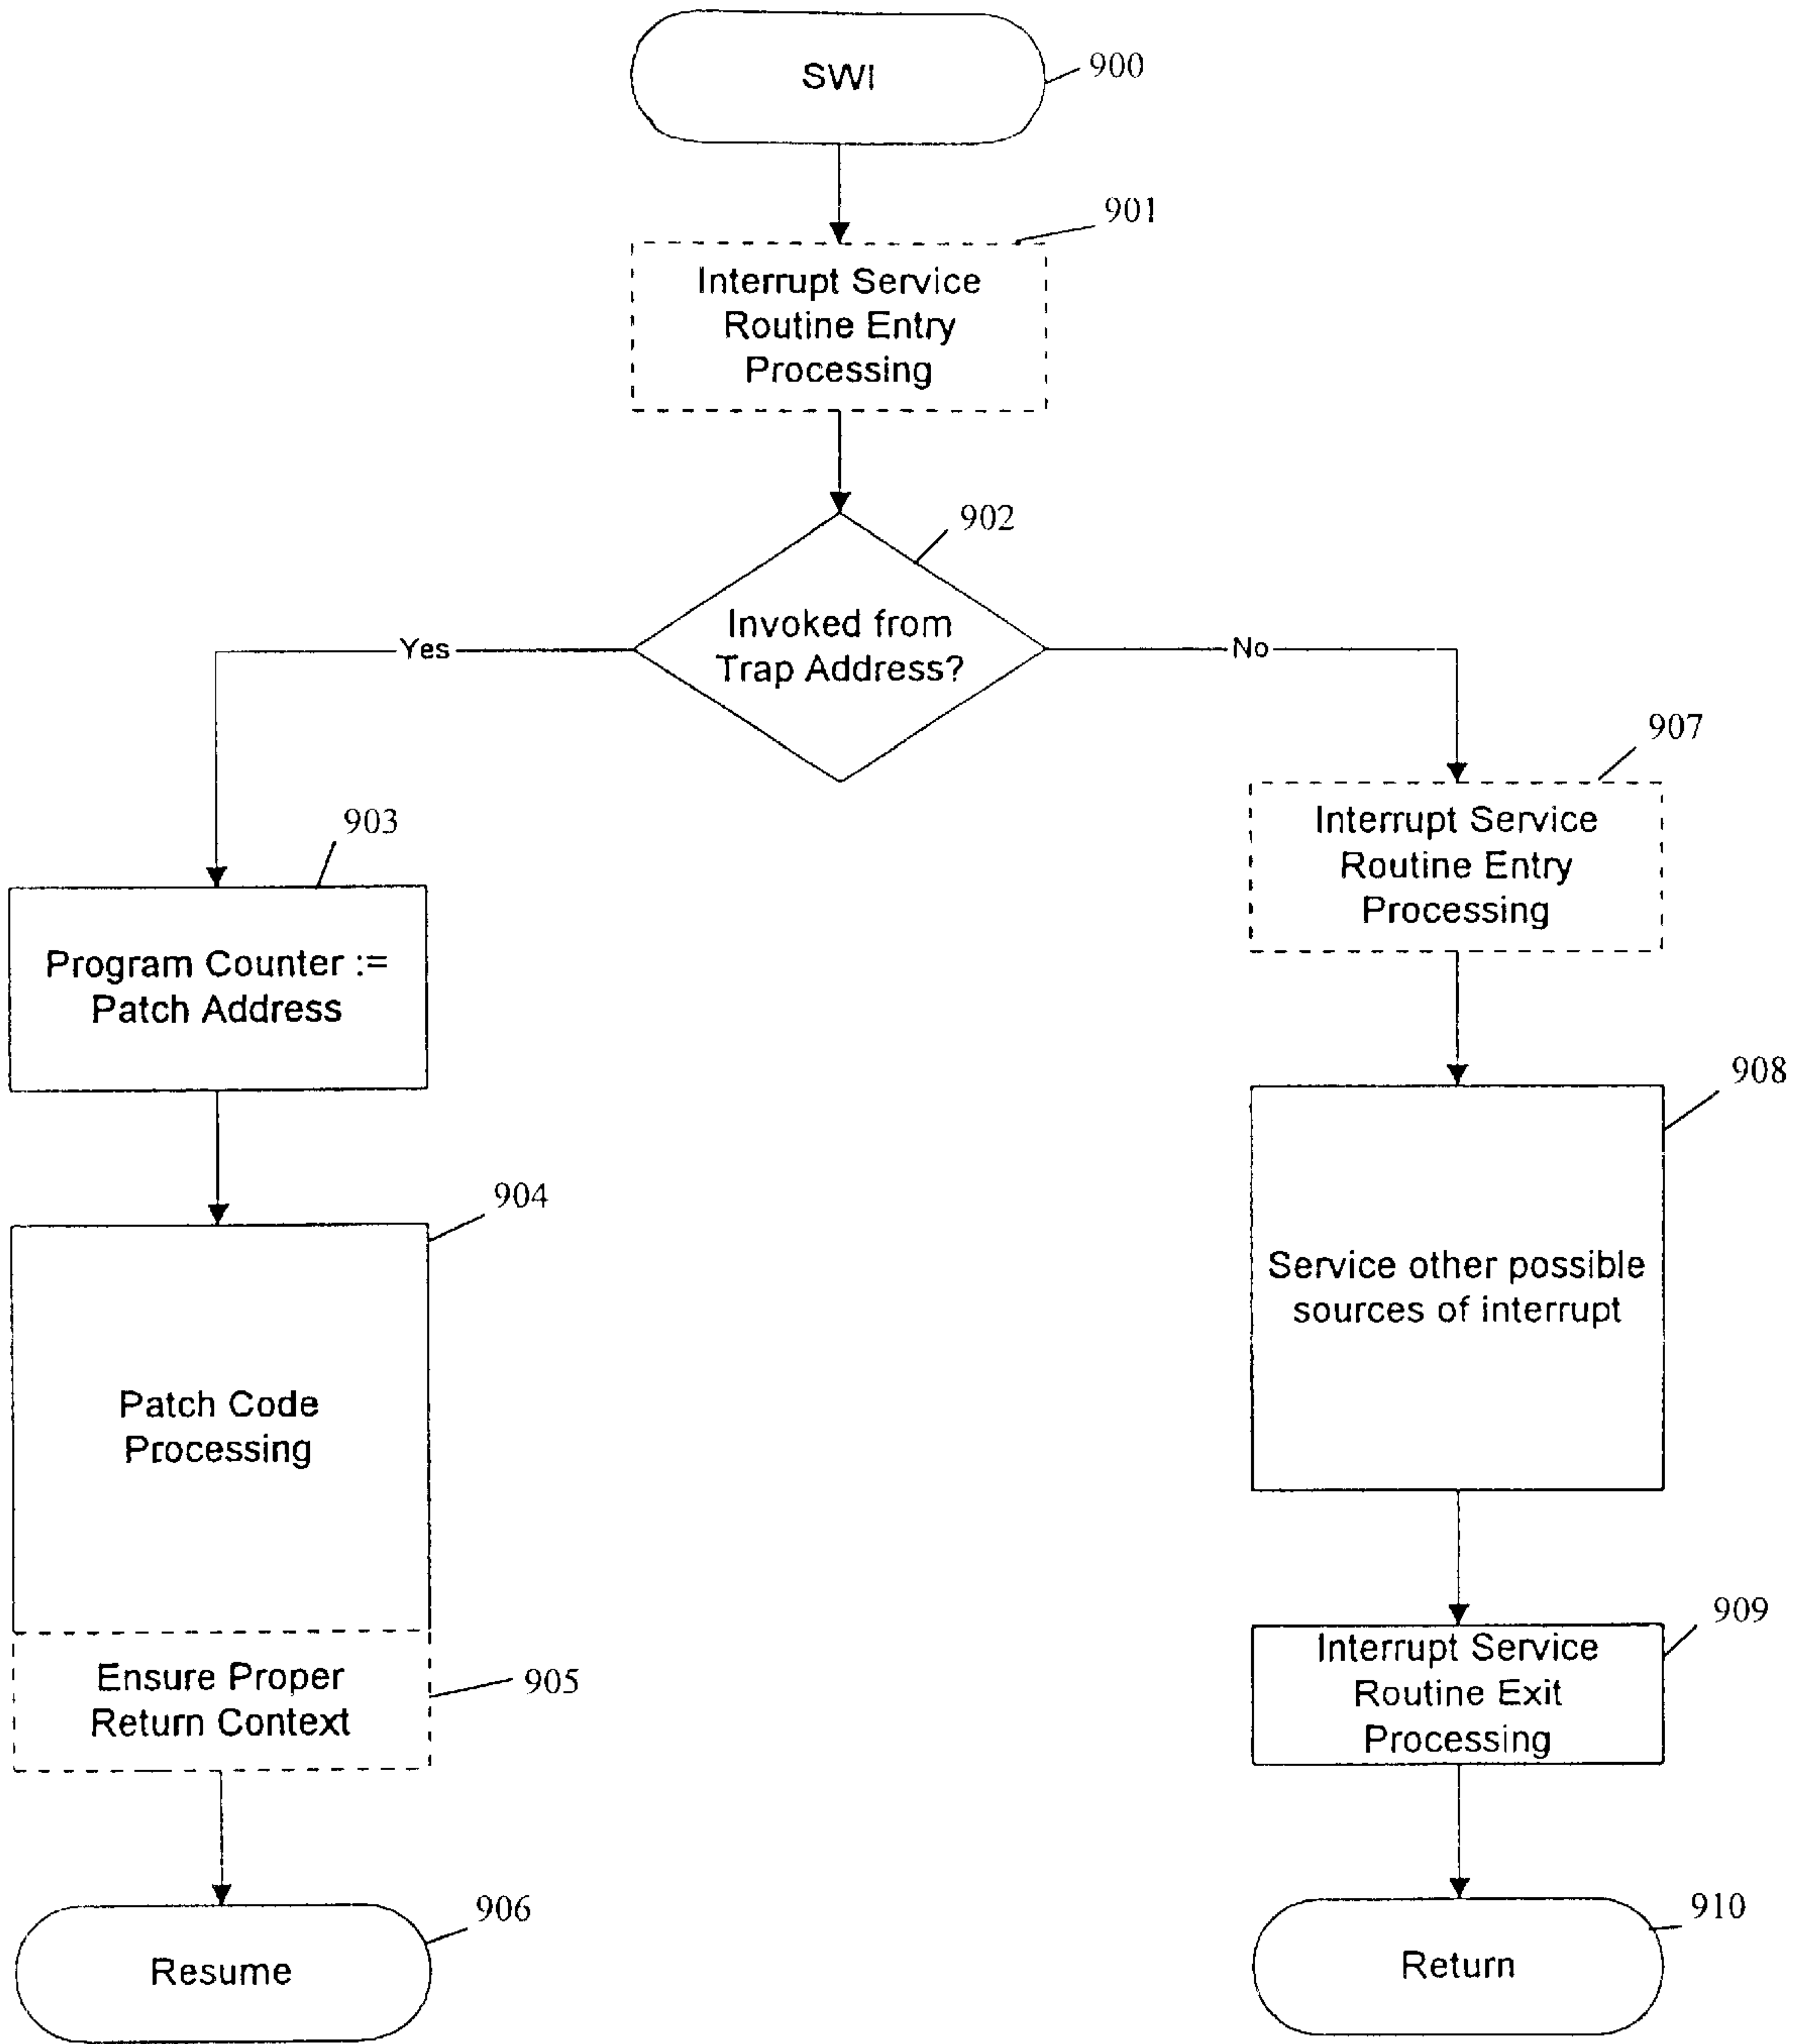 SWI
900
901
Interrupt Service
Routine Entry
Processing
902
Invoked from
Trap Address?
Yes
No
903
Program Counter :=
Patch Address
907
Interrupt Service
Routine Entry
Processing
904
Patch Code
Processing
905
Ensure Proper
Return Context
906
Resume
908
Service other possible
sources of interrupt
909
Interrupt Service
Routine Exit
Processing
910
Return